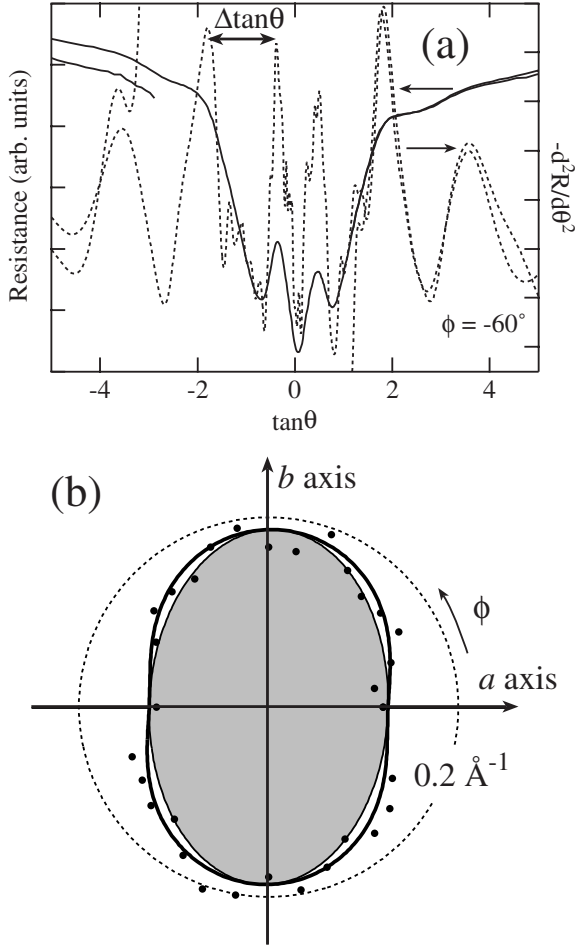 Δtanθ
(a)
Resistance (arb. units)
-d²R/dθ²
ϕ = -60°
-4
-2
0
2
4
tanθ
(b)
b axis
ϕ
a axis
0.2 Å⁻¹